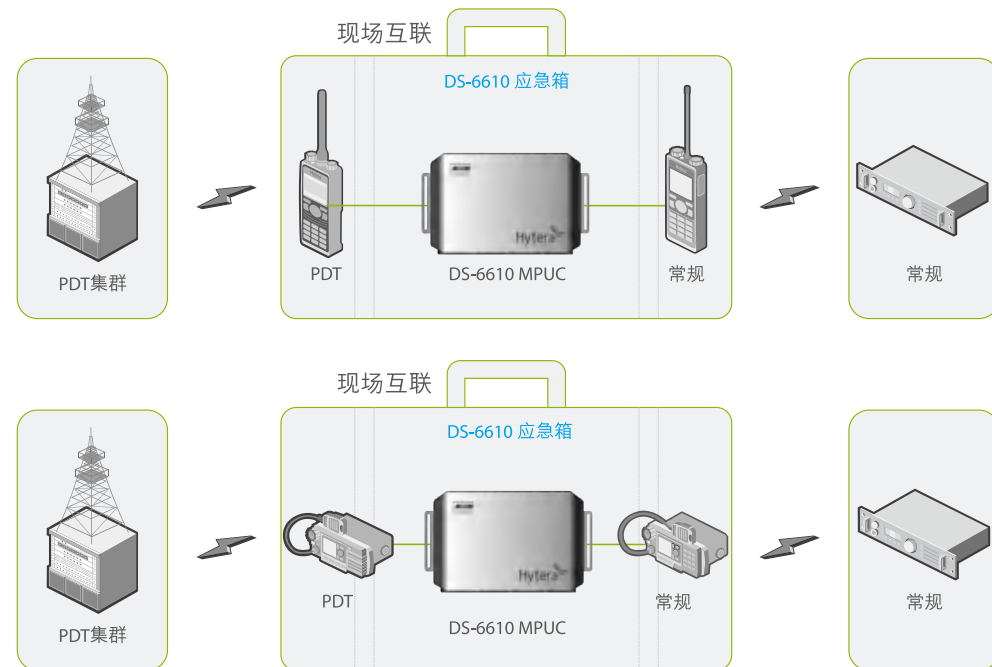 现场互联
DS-6610 应急箱
Hytera
PDT集群
PDT
DS-6610 MPUC
常规
常规
现场互联
DS-6610 应急箱
Hytera
PDT集群
PDT
DS-6610 MPUC
常规
常规